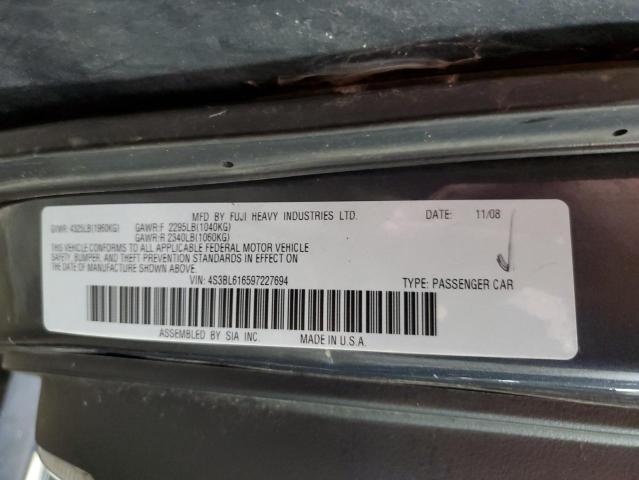 MFD BY FUJI HEAVY INDUSTRIES LTD. DATE: 11/08
GVWR: 4325LB(1960KG) GAWR:F 2295LB(1040KG)
GAWR:R 2340LB(1060KG)
THIS VEHICLE CONFORMS TO ALL APPLICABLE FEDERAL MOTOR VEHICLE
SAFETY, BUMPER, AND THEFT PREVENTION STANDARDS IN EFFECT ON
THE DATE OF MANUFACTURE SHOWN ABOVE.
VIN: 4S3BL616597227694 TYPE: PASSENGER CAR
ASSEMBLED BY SIA INC. MADE IN U.S.A.